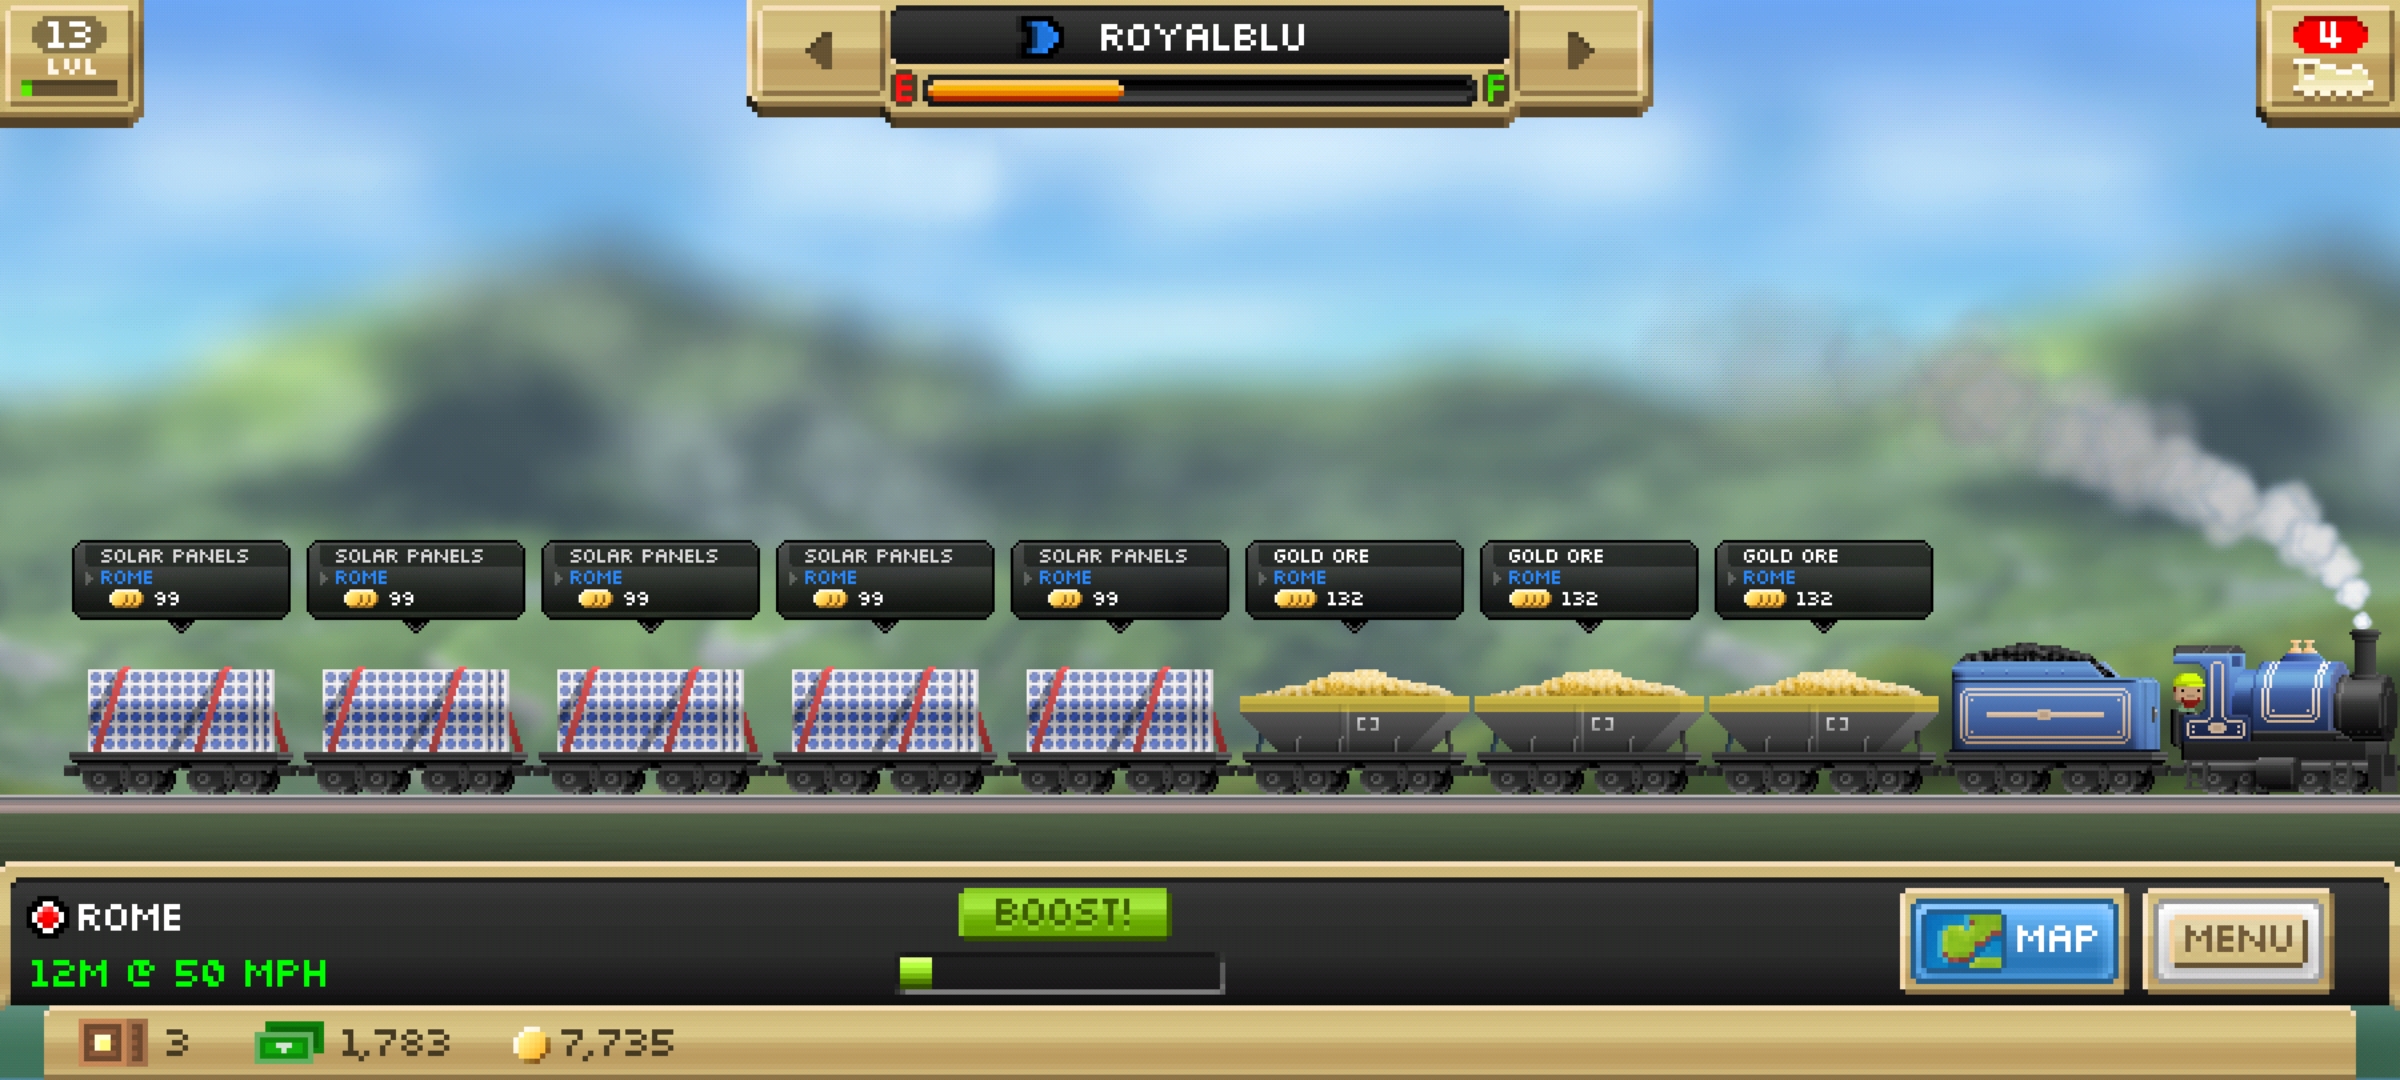 13
LVL
ROYALBLU
E F
4
SOLAR PANELS
ROME
99
SOLAR PANELS
ROME
99
SOLAR PANELS
ROME
99
SOLAR PANELS
ROME
99
SOLAR PANELS
ROME
99
GOLD ORE
ROME
132
GOLD ORE
ROME
132
GOLD ORE
ROME
132
ROME
12M @ 50 MPH
BOOST!
MAP
MENU
3
1,783
7,735